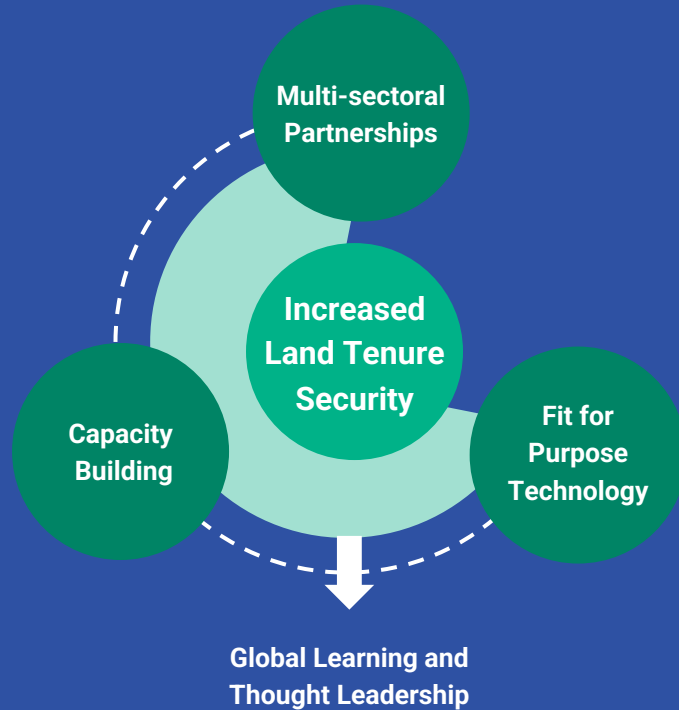 Multi-sectoral
Partnerships
Increased
Land Tenure
Security
Capacity
Building
Fit for
Purpose
Technology
Global Learning and
Thought Leadership